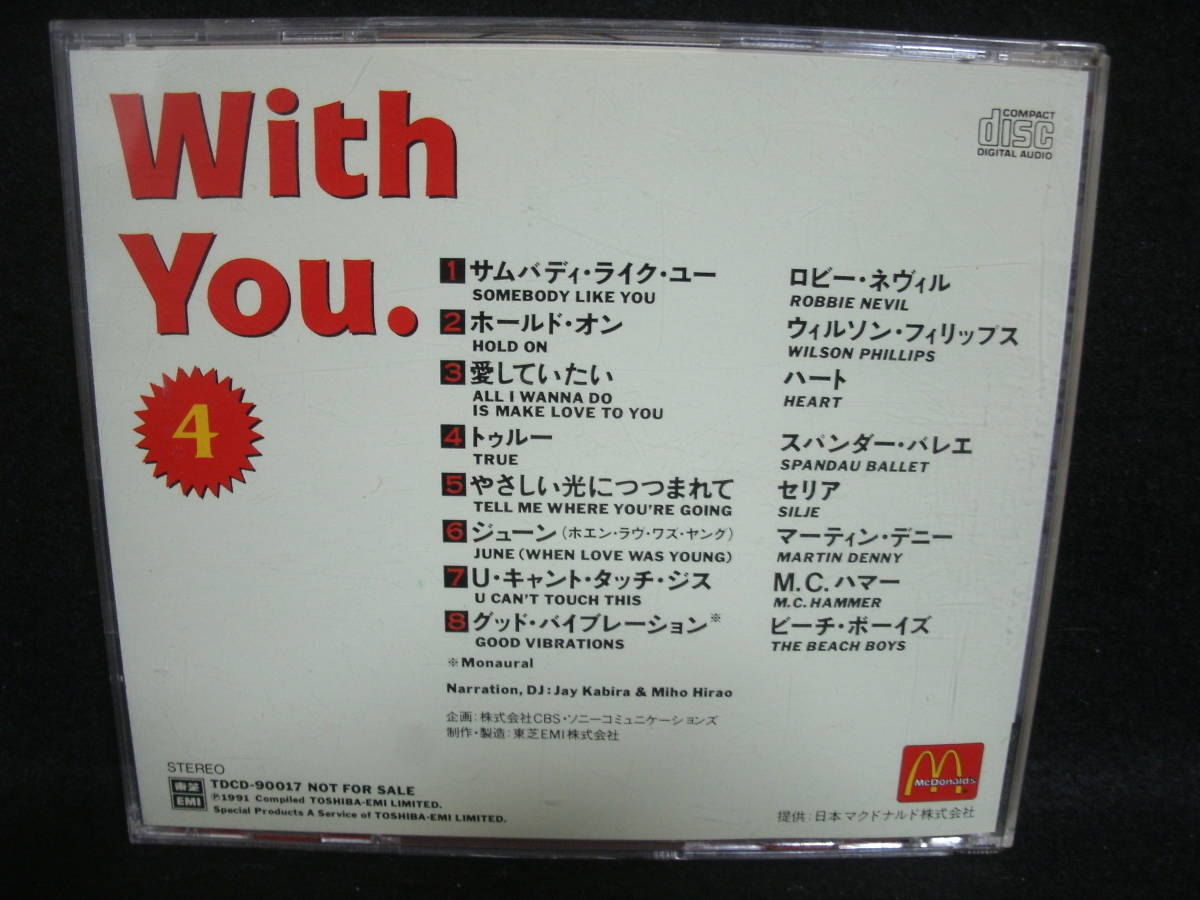 With
You.
4
COMPACT
disc
DIGITAL AUDIO
1 サムバディ・ライク・ユー ロビー・ネヴィル
SOMEBODY LIKE YOU ROBBIE NEVIL
2 ホールド・オン ウィルソン・フィリップス
HOLD ON WILSON PHILLIPS
3 愛していたい ハート
ALL I WANNA DO HEART
IS MAKE LOVE TO YOU
4 トゥルー スパンダー・バレエ
TRUE SPANDAU BALLET
5 やさしい光につつまれて セリア
TELL ME WHERE YOU'RE GOING SILJE
6 ジューン(ホエン・ラヴ・ワズ・ヤング) マーティン・デニー
JUNE (WHEN LOVE WAS YOUNG) MARTIN DENNY
7 U・キャント・タッチ・ジス M.C.ハマー
U CAN'T TOUCH THIS M.C.HAMMER
8 グッド・バイブレーション※ ビーチ・ボーイズ
GOOD VIBRATIONS THE BEACH BOYS
※Monaural
Narration, DJ:Jay Kabira & Miho Hirao
企画:株式会社CBS・ソニーコミュニケーションズ
制作・製造:東芝EMI株式会社
STEREO
東芝
EMI
TDCD-90017 NOT FOR SALE
℗1991 Compiled TOSHIBA-EMI LIMITED.
Special Products A Service of TOSHIBA-EMI LIMITED.
McDonald's
提供:日本マクドナルド株式会社